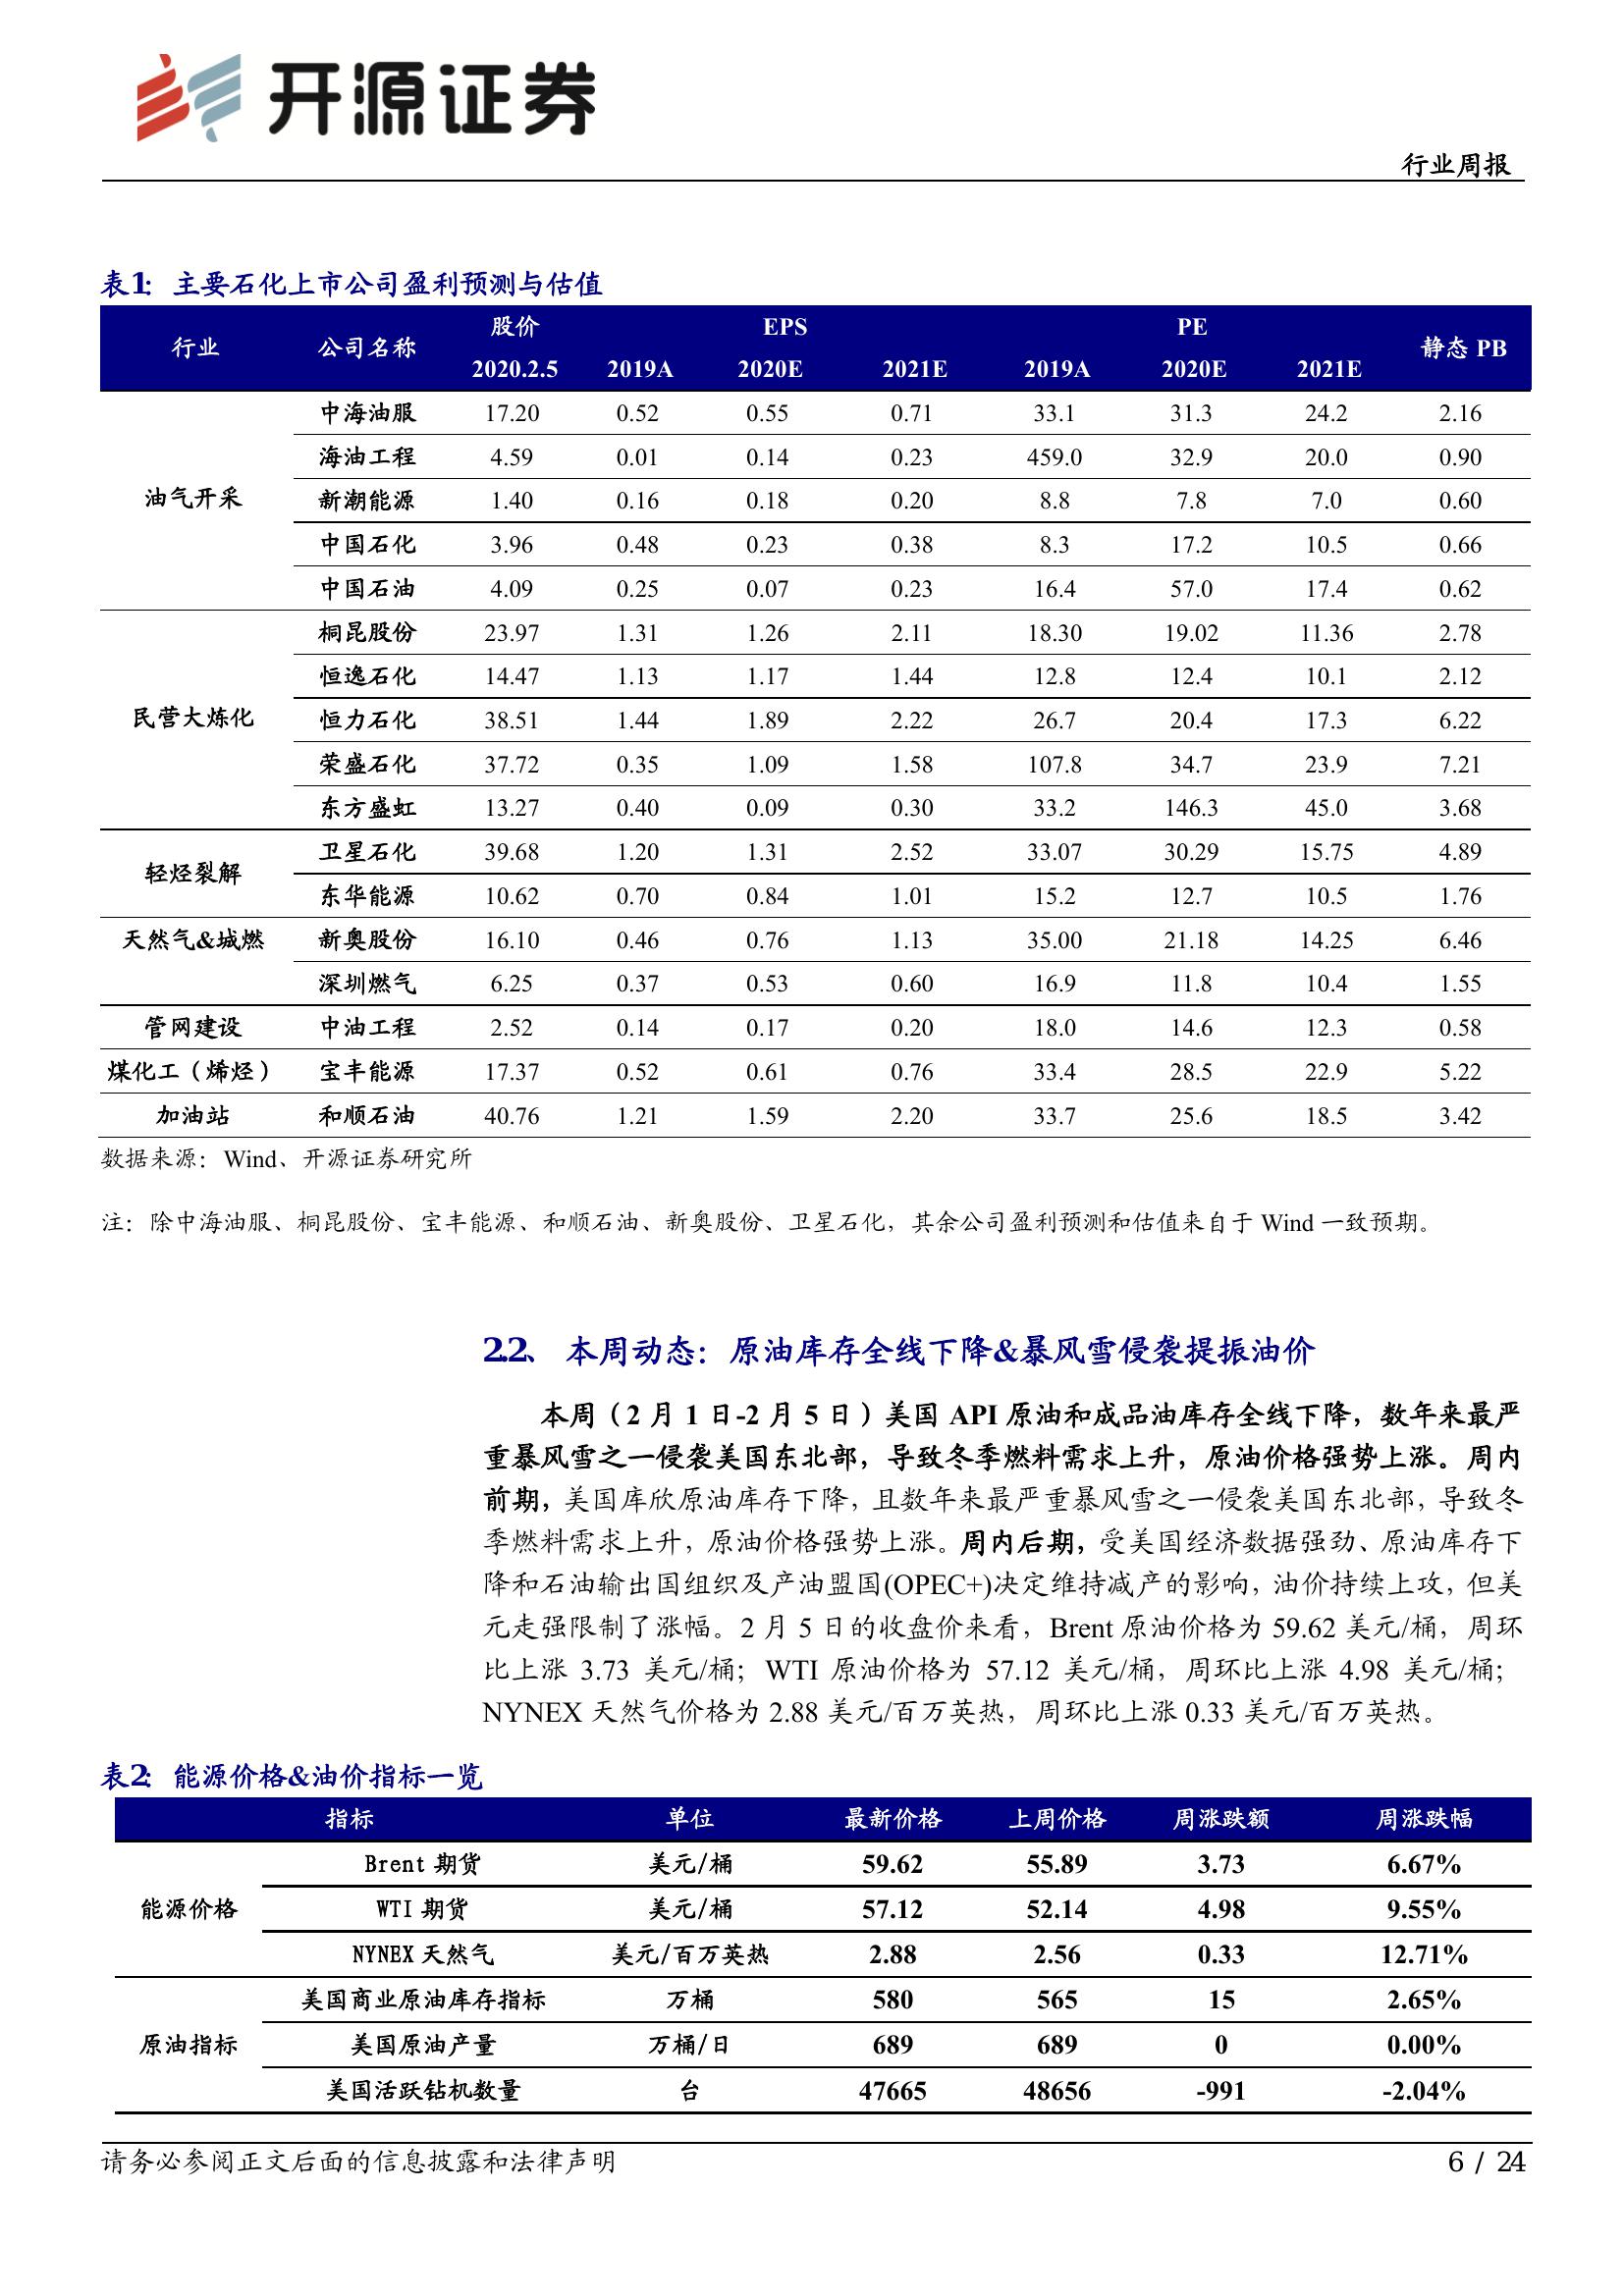 开源证券
行业周报
表1：主要石化上市公司盈利预测与估值
行业 公司名称 股价 EPS PE 静态 PB
2020.2.5 2019A 2020E 2021E 2019A 2020E 2021E
油气开采 中海油服 17.20 0.52 0.55 0.71 33.1 31.3 24.2 2.16
海油工程 4.59 0.01 0.14 0.23 459.0 32.9 20.0 0.90
新潮能源 1.40 0.16 0.18 0.20 8.8 7.8 7.0 0.60
中国石化 3.96 0.48 0.23 0.38 8.3 17.2 10.5 0.66
中国石油 4.09 0.25 0.07 0.23 16.4 57.0 17.4 0.62
民营大炼化 桐昆股份 23.97 1.31 1.26 2.11 18.30 19.02 11.36 2.78
恒逸石化 14.47 1.13 1.17 1.44 12.8 12.4 10.1 2.12
恒力石化 38.51 1.44 1.89 2.22 26.7 20.4 17.3 6.22
荣盛石化 37.72 0.35 1.09 1.58 107.8 34.7 23.9 7.21
东方盛虹 13.27 0.40 0.09 0.30 33.2 146.3 45.0 3.68
轻烃裂解 卫星石化 39.68 1.20 1.31 2.52 33.07 30.29 15.75 4.89
东华能源 10.62 0.70 0.84 1.01 15.2 12.7 10.5 1.76
天然气&城燃 新奥股份 16.10 0.46 0.76 1.13 35.00 21.18 14.25 6.46
深圳燃气 6.25 0.37 0.53 0.60 16.9 11.8 10.4 1.55
管网建设 中油工程 2.52 0.14 0.17 0.20 18.0 14.6 12.3 0.58
煤化工（烯烃） 宝丰能源 17.37 0.52 0.61 0.76 33.4 28.5 22.9 5.22
加油站 和顺石油 40.76 1.21 1.59 2.20 33.7 25.6 18.5 3.42
数据来源：Wind、开源证券研究所
注：除中海油服、桐昆股份、宝丰能源、和顺石油、新奥股份、卫星石化，其余公司盈利预测和估值来自于 Wind 一致预期。
2.2、 本周动态：原油库存全线下降&暴风雪侵袭提振油价
本周（2 月 1 日-2 月 5 日）美国 API 原油和成品油库存全线下降，数年来最严
重暴风雪之一侵袭美国东北部，导致冬季燃料需求上升，原油价格强势上涨。周内
前期，美国库欣原油库存下降，且数年来最严重暴风雪之一侵袭美国东北部，导致冬
季燃料需求上升，原油价格强势上涨。周内后期，受美国经济数据强劲、原油库存下
降和石油输出国组织及产油盟国(OPEC+)决定维持减产的影响，油价持续上攻，但美
元走强限制了涨幅。2 月 5 日的收盘价来看，Brent 原油价格为 59.62 美元/桶，周环
比上涨 3.73 美元/桶；WTI 原油价格为 57.12 美元/桶，周环比上涨 4.98 美元/桶；
NYNEX 天然气价格为 2.88 美元/百万英热，周环比上涨 0.33 美元/百万英热。
表2：能源价格&油价指标一览
指标 单位 最新价格 上周价格 周涨跌额 周涨跌幅
能源价格 Brent 期货 美元/桶 59.62 55.89 3.73 6.67%
WTI 期货 美元/桶 57.12 52.14 4.98 9.55%
NYNEX 天然气 美元/百万英热 2.88 2.56 0.33 12.71%
原油指标 美国商业原油库存指标 万桶 580 565 15 2.65%
美国原油产量 万桶/日 689 689 0 0.00%
美国活跃钻机数量 台 47665 48656 -991 -2.04%
请务必参阅正文后面的信息披露和法律声明
6 / 24